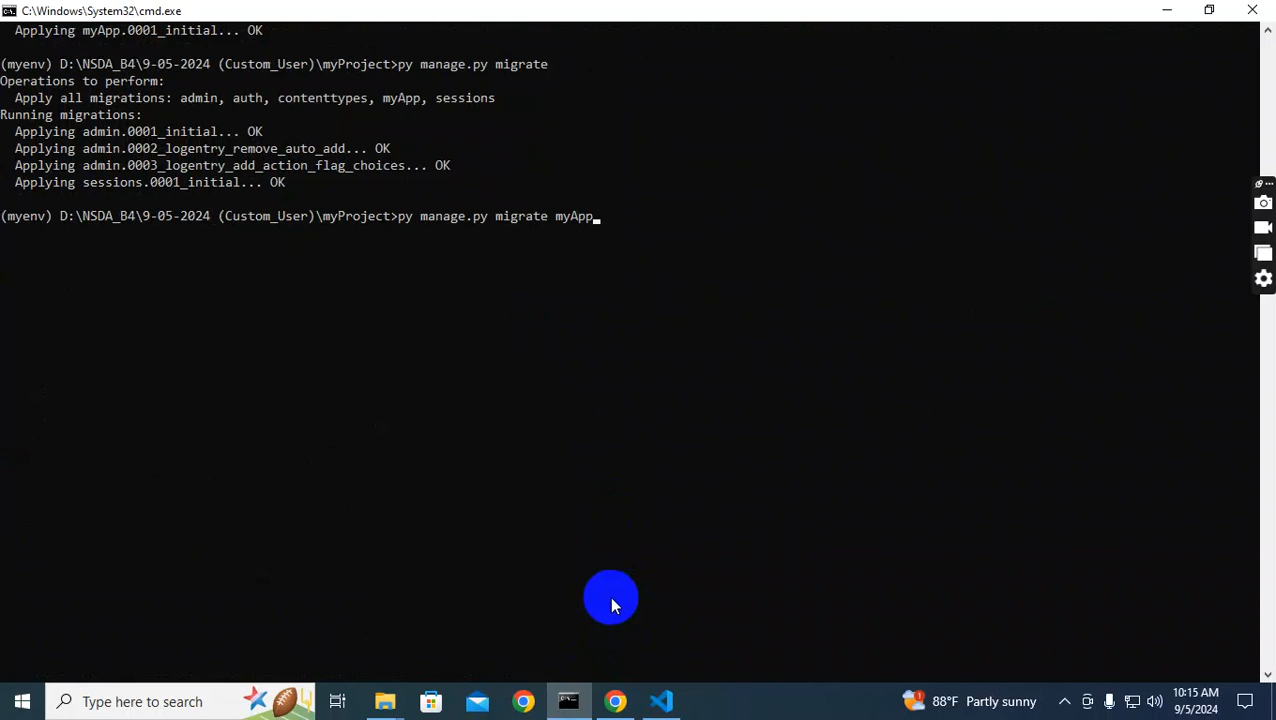 C:\Windows\System32\cmd.exe
Applying myApp.0001_initial... OK
(myenv) D:\NSDA_B4\9-05-2024 (Custom_User)\myProject>py manage.py migrate
Operations to perform:
Apply all migrations: admin, auth, contenttypes, myApp, sessions
Running migrations:
Applying admin.0001_initial... OK
Applying admin.0002_logentry_remove_auto_add... OK
Applying admin.0003_logentry_add_action_flag_choices... OK
Applying sessions.0001_initial... OK
(myenv) D:\NSDA_B4\9-05-2024 (Custom_User)\myProject>py manage.py migrate myApp
Type here to search
1
88°F Partly sunny
10:15 AM
9/5/2024